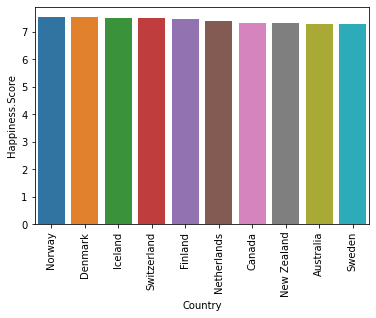 Happiness.Score
7
6
5
4
3
2
1
0
Norway
Denmark
Iceland
Switzerland
Finland
Netherlands
Canada
New Zealand
Australia
Sweden
Country